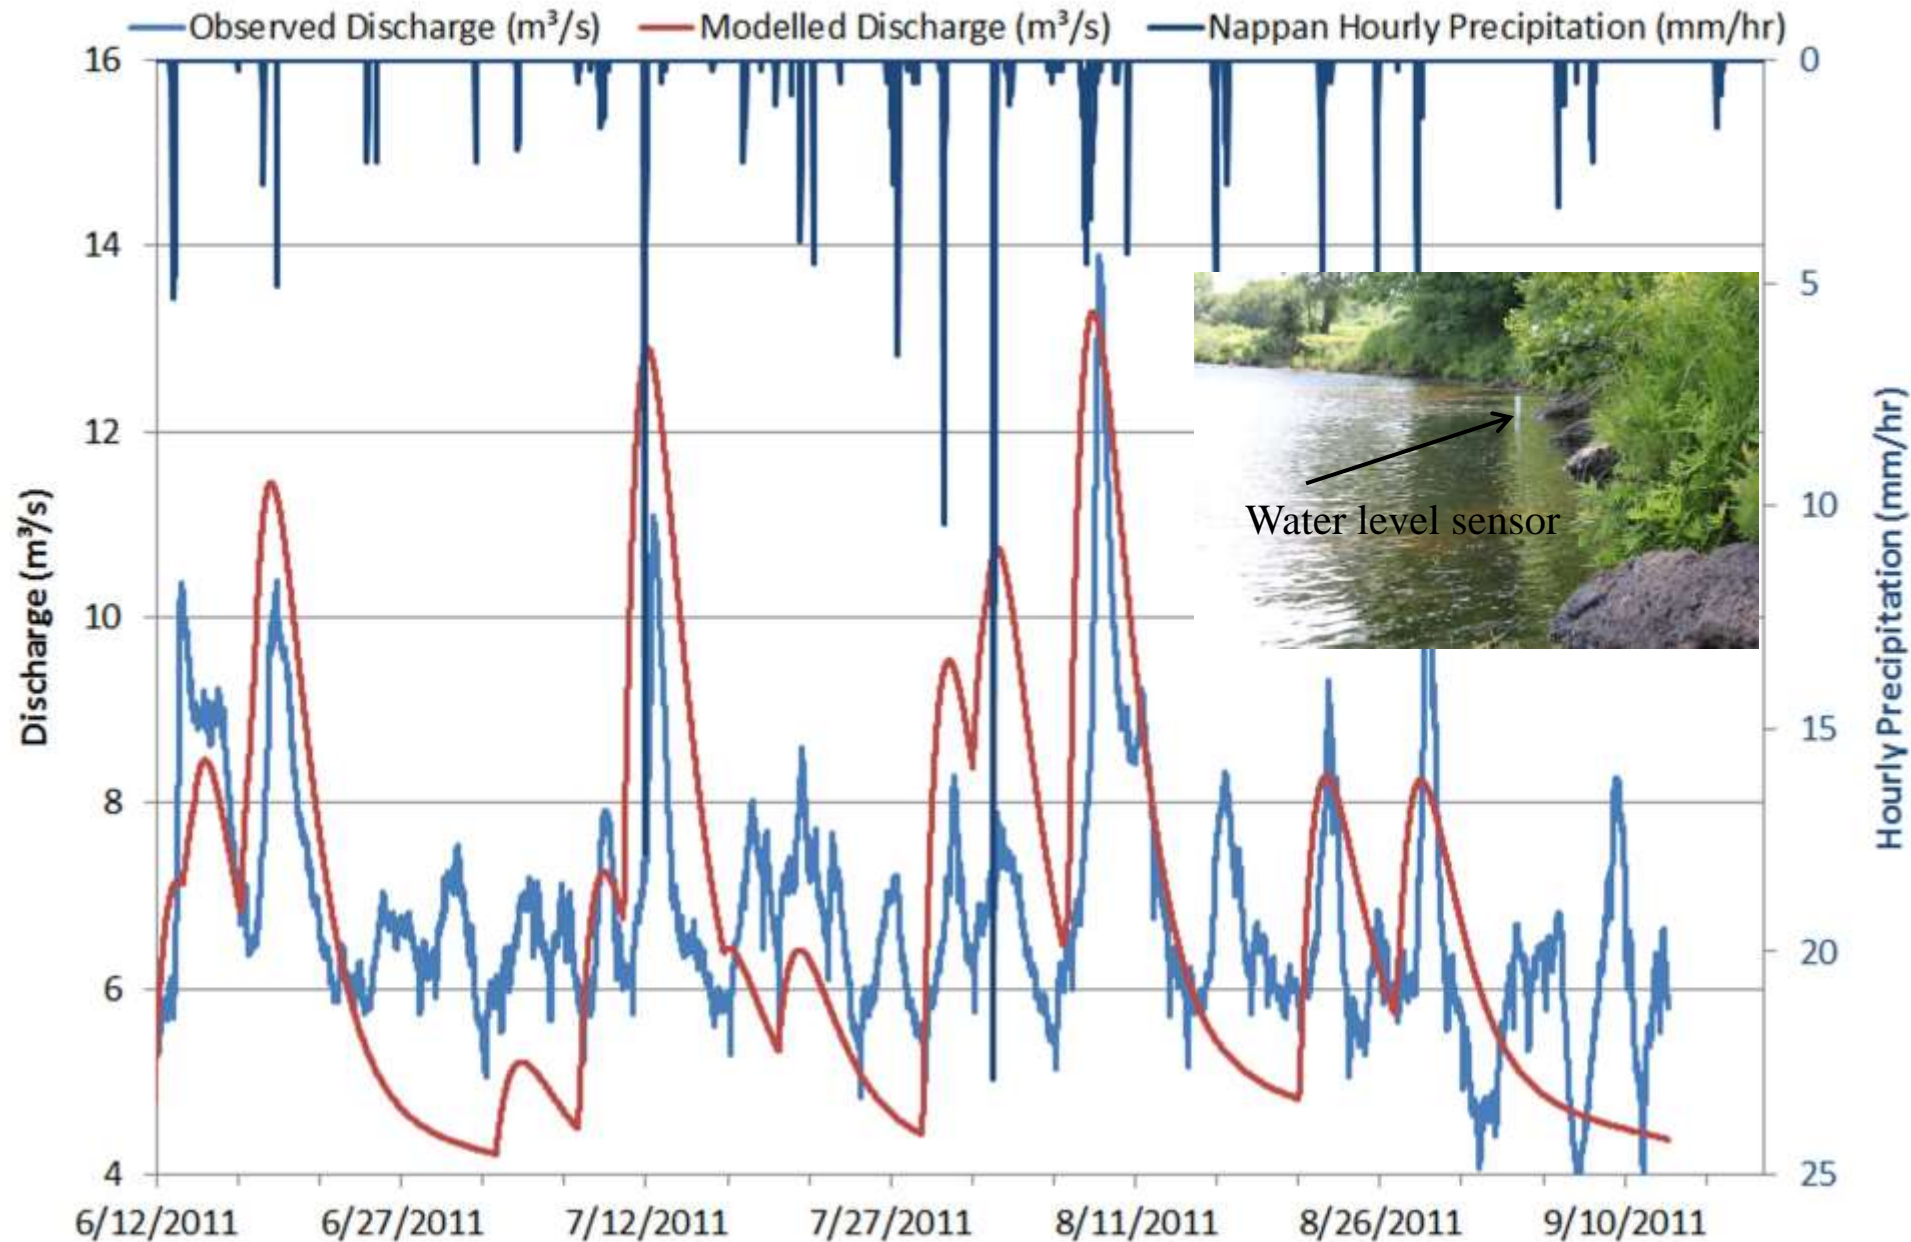 Observed Discharge (m³/s) Modelled Discharge (m³/s) Nappan Hourly Precipitation (mm/hr)
16
14
12
10
8
6
4
Discharge (m³/s)
0
5
10
15
20
25
Hourly Precipitation (mm/hr)
Water level sensor
6/12/2011 6/27/2011 7/12/2011 7/27/2011 8/11/2011 8/26/2011 9/10/2011